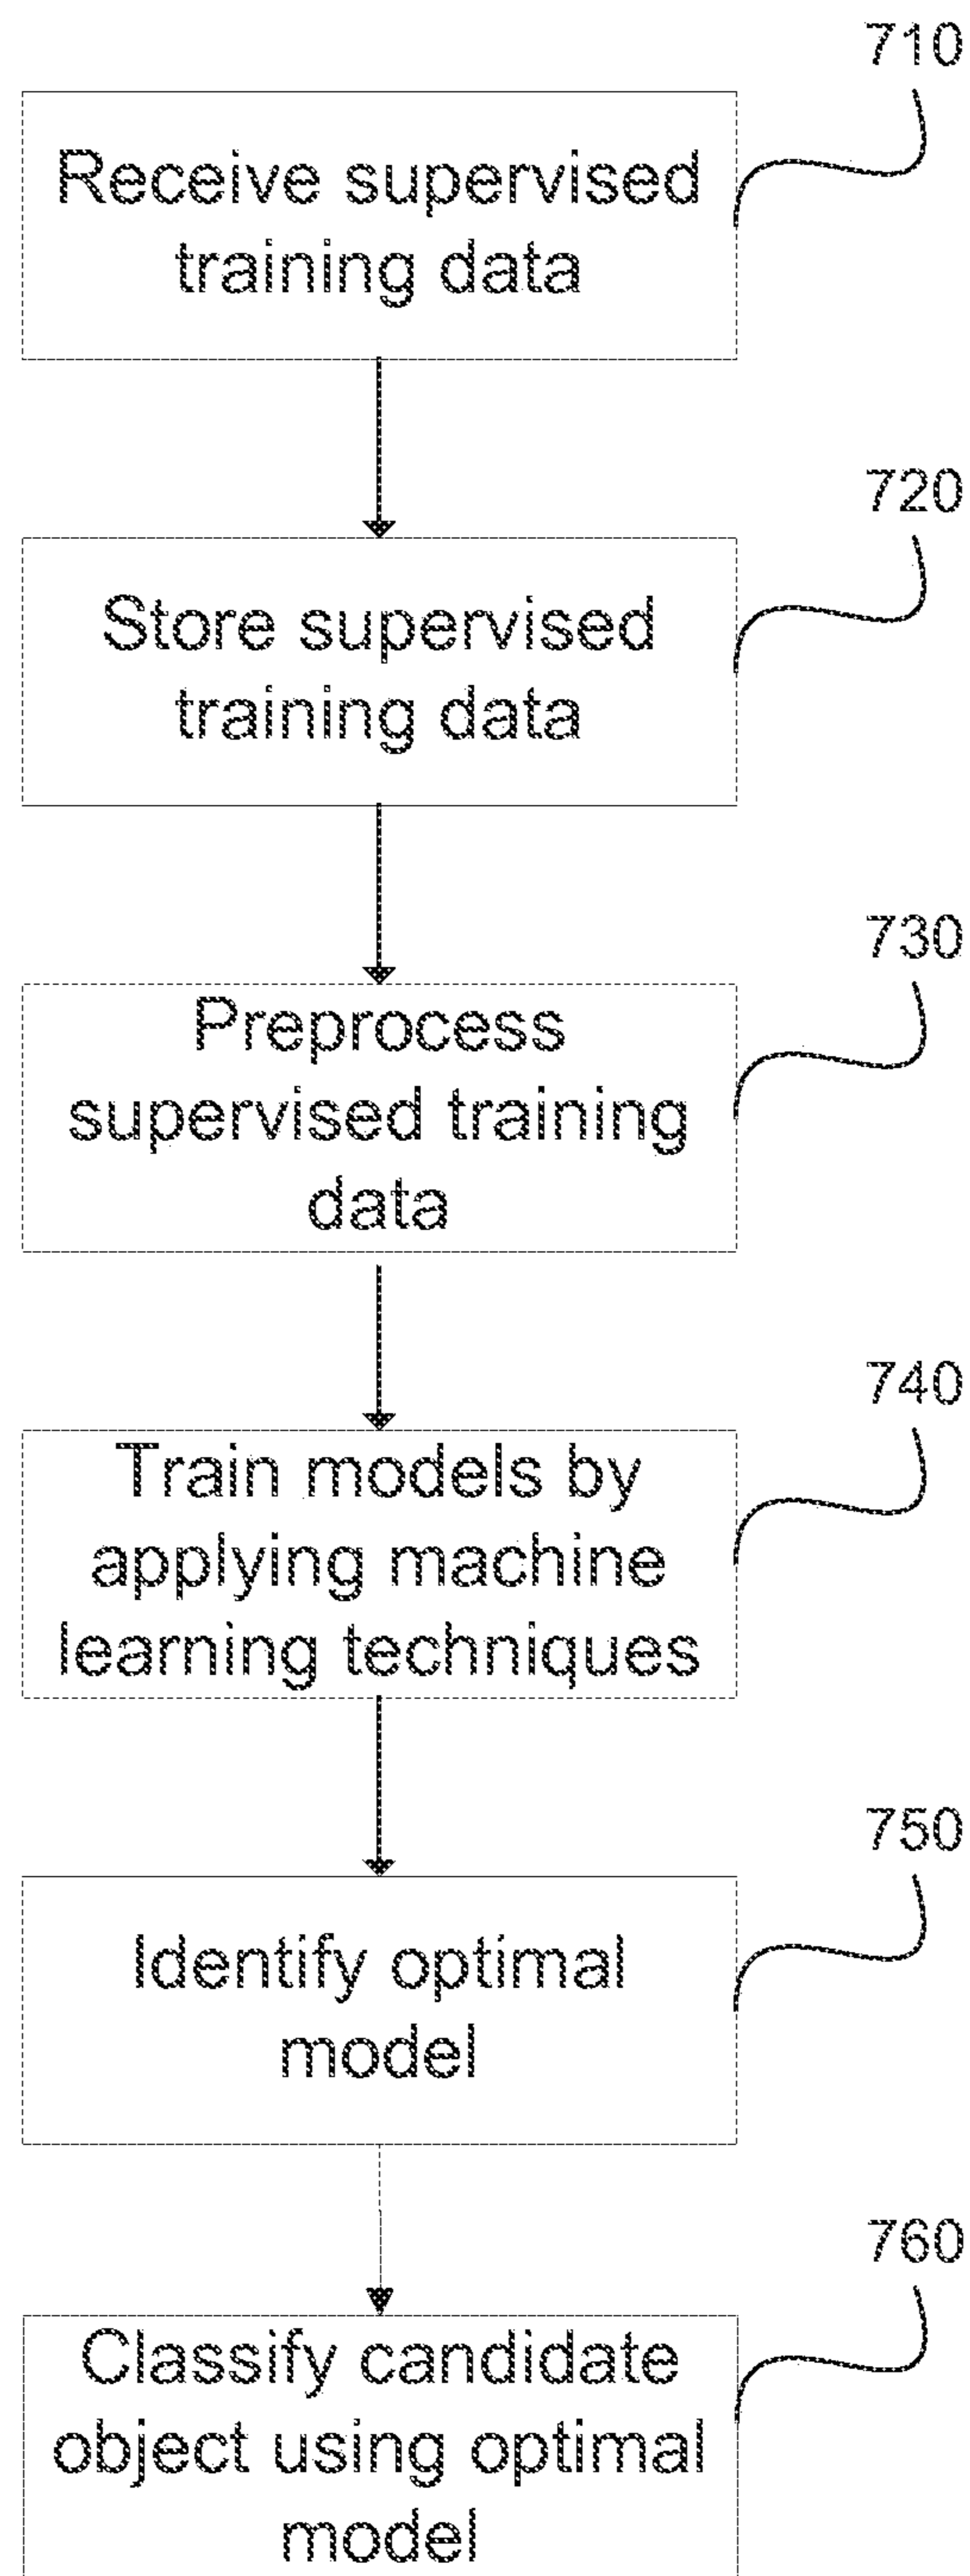 710
Receive supervised
training data
720
Store supervised
training data
730
Preprocess
supervised training
data
740
Train models by
applying machine
learning techniques
750
Identify optimal
model
760
Classify candidate
object using optimal
model